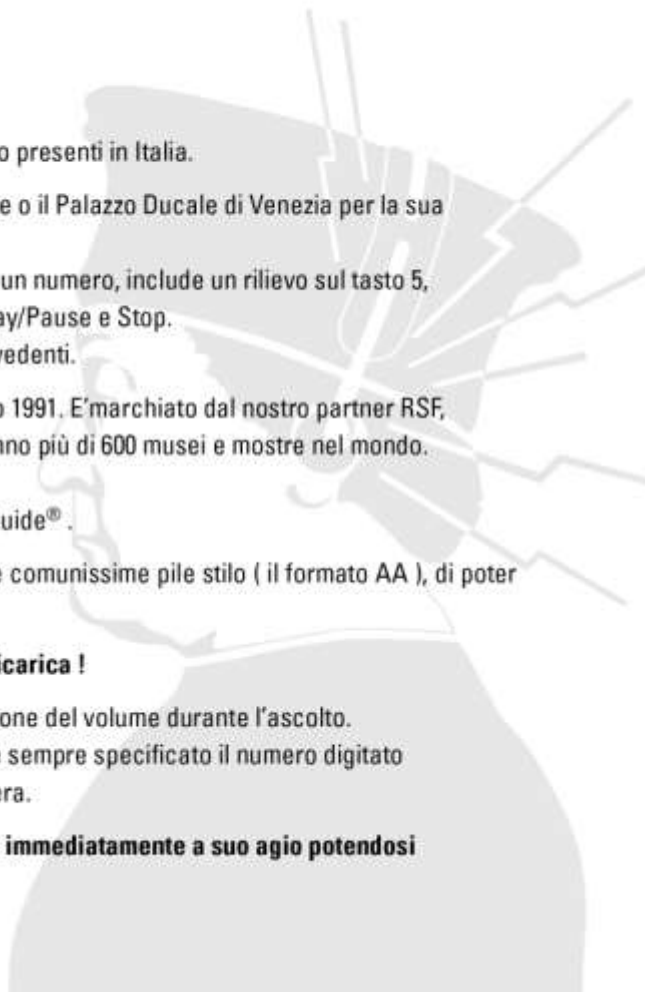 o presenti in Italia.
e o il Palazzo Ducale di Venezia per la sua
un numero, include un rilievo sul tasto 5,
ay/Pause e Stop.
vedenti.
o 1991. E'marchiato dal nostro partner RSF,
nno più di 600 musei e mostre nel mondo.
uide® .
e comunissime pile stilo ( il formato AA ), di poter
icarica !
one del volume durante l'ascolto.
e sempre specificato il numero digitato
era.
immediatamente a suo agio potendosi